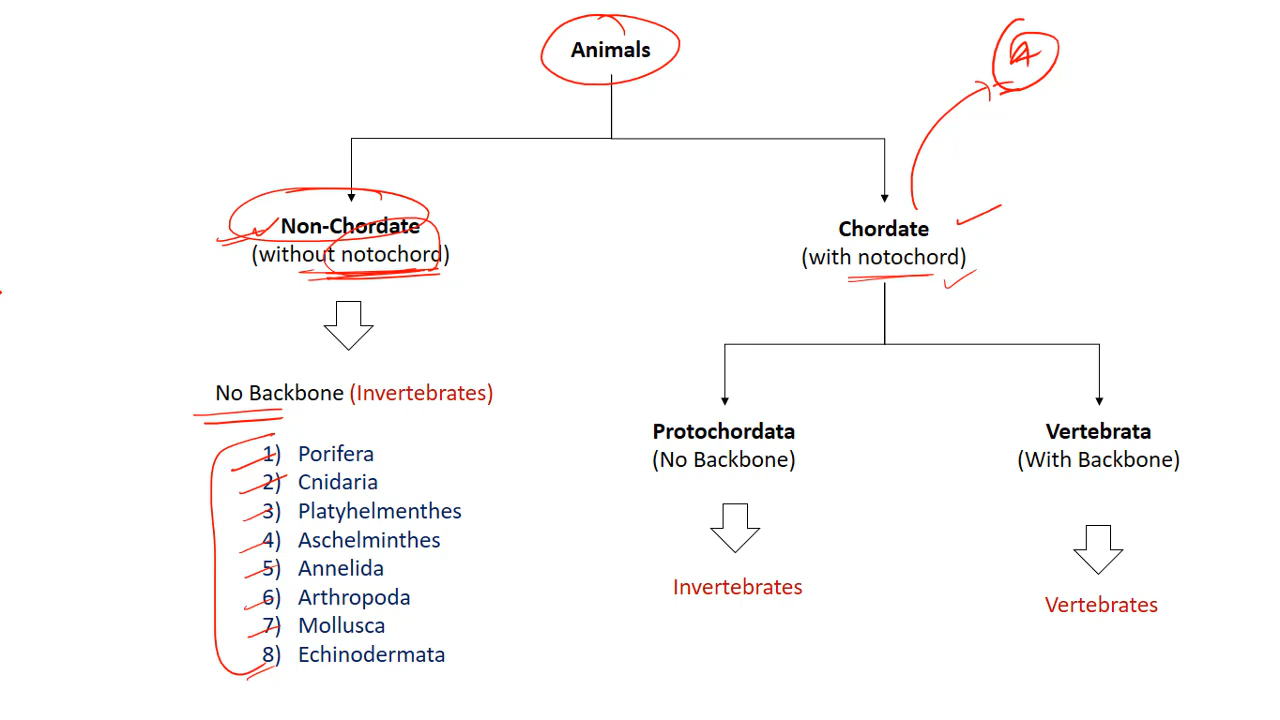 Animals
4
Non-Chordate
(without notochord)
Chordate
(with notochord)
No Backbone (Invertebrates)
1) Porifera
2) Cnidaria
3) Platyhelmenthes
4) Aschelminthes
5) Annelida
6) Arthropoda
7) Mollusca
8) Echinodermata
Protochordata
(No Backbone)
Invertebrates
Vertebrata
(With Backbone)
Vertebrates